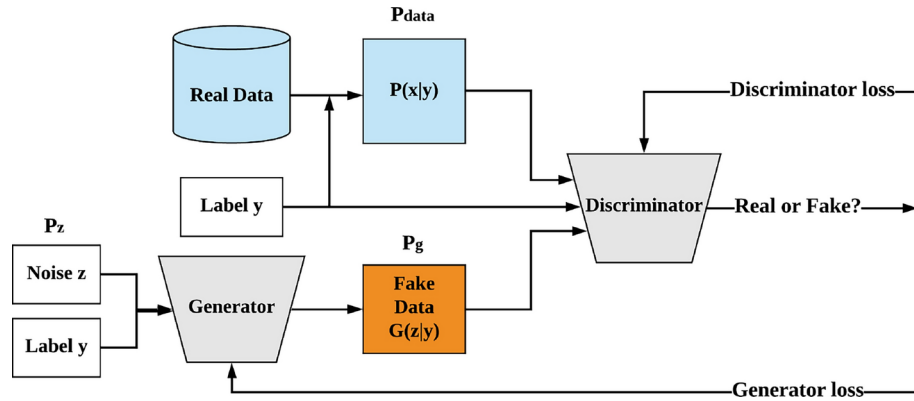 Pdata
Real Data
P(x|y)
Discriminator loss
Label y
Discriminator
Real or Fake?
Pz
Pg
Noise z
Generator
Fake
Data
G(z|y)
Label y
Generator loss